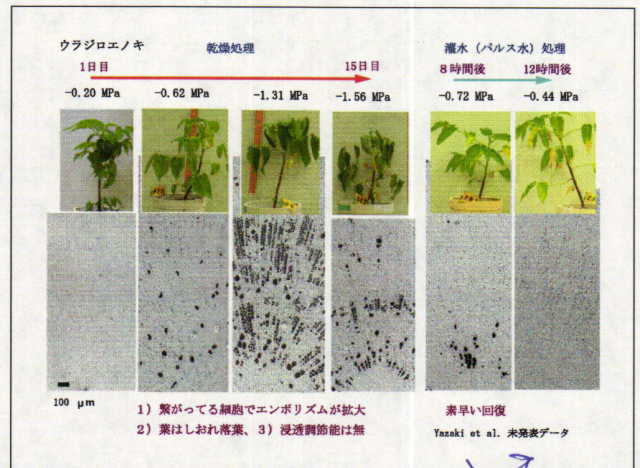 ウラジロエノキ 乾燥処理 灌水（パルス水）処理
1日目 15日目 8時間後 12時間後
-0.20 MPa -0.62 MPa -1.31 MPa -1.56 MPa -0.72 MPa -0.44 MPa
100 μm
1）繋がってる細胞でエンボリズムが拡大 素早い回復
2）葉はしおれ落葉、3）浸透調節能は無 Yazaki et al. 未発表データ